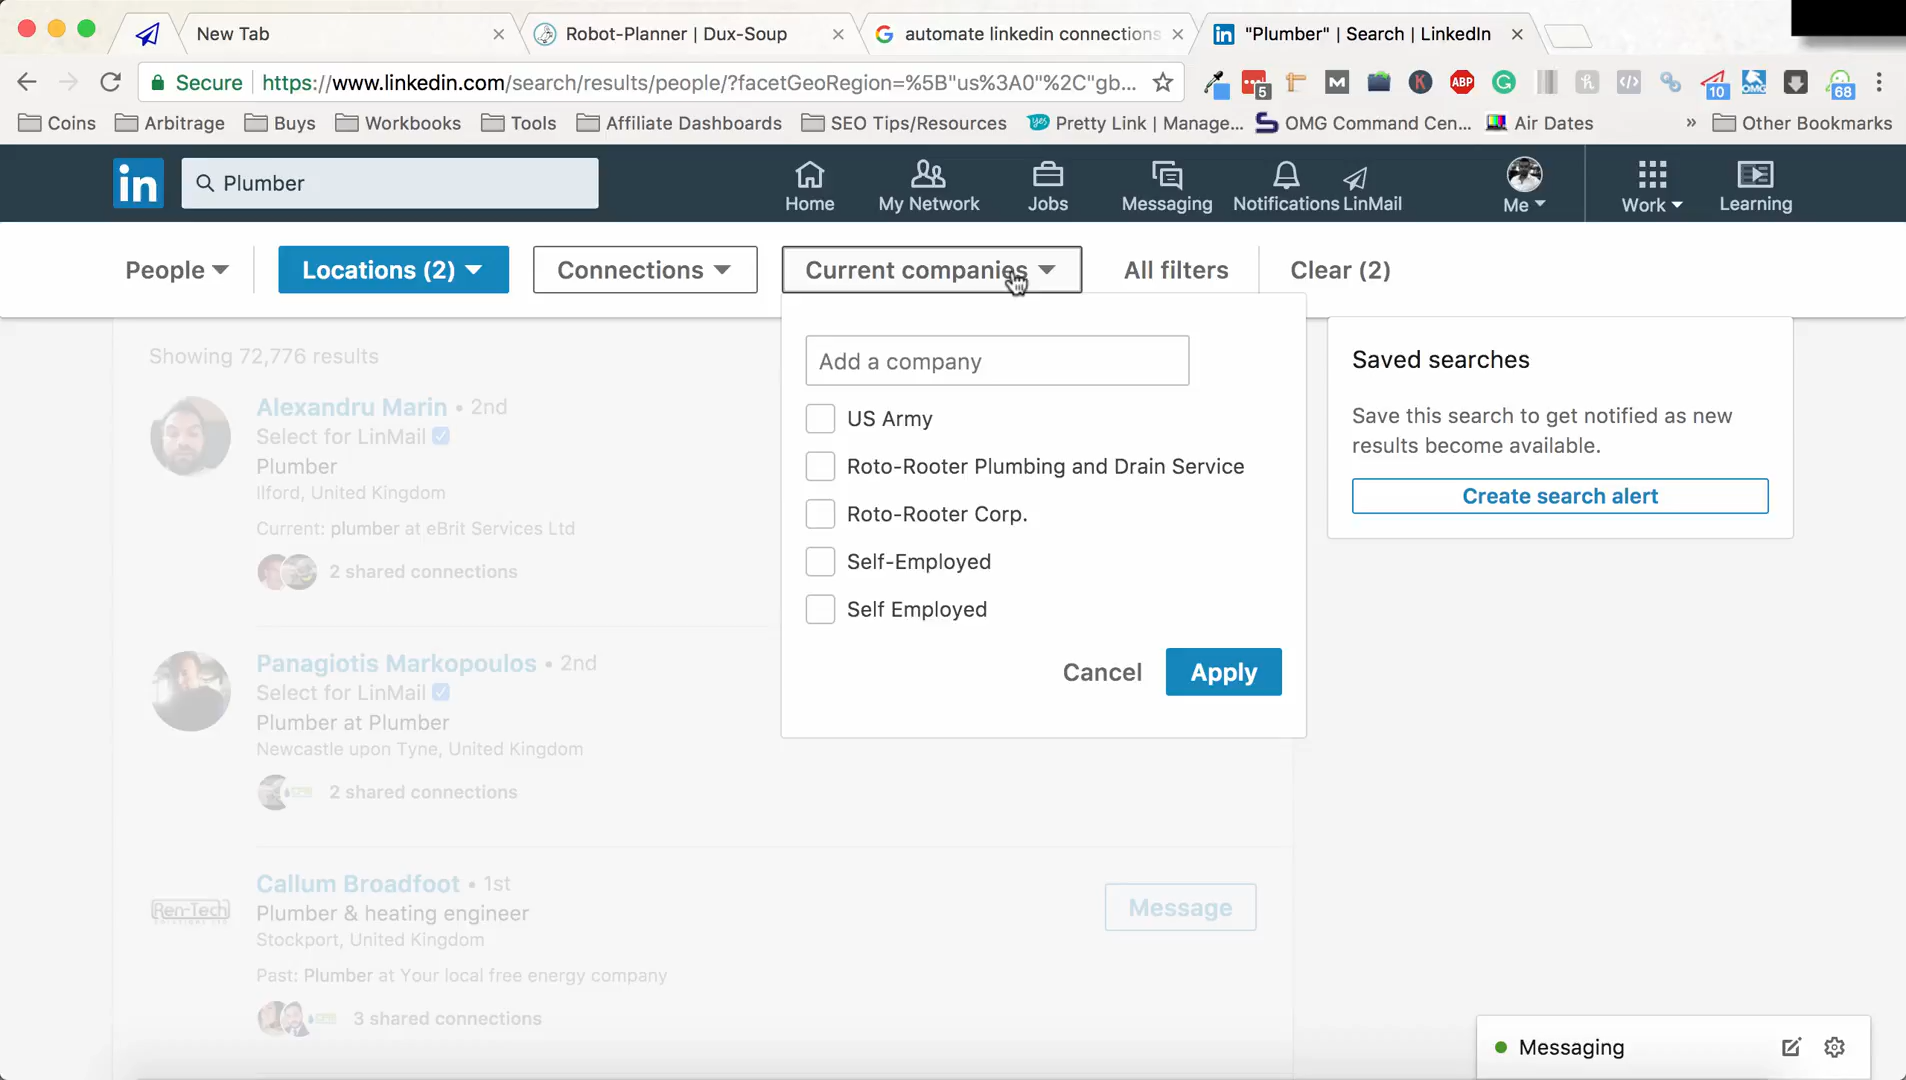 New Tab
Robot-Planner | Dux-Soup
automate linkedin connections
"Plumber" | Search | LinkedIn
Secure
https://www.linkedin.com/search/results/people/?facetGeoRegion=%5B"us%3A0"%2C"gb...
5
10
68
Coins
Arbitrage
Buys
Workbooks
Tools
Affiliate Dashboards
SEO Tips/Resources
Pretty Link | Manage...
OMG Command Cen...
Air Dates
Other Bookmarks
in
Plumber
Home
My Network
Jobs
Messaging
Notifications
LinMail
Me
Work
Learning
People
Locations (2)
Connections
Current companies
All filters
Clear (2)
Showing 72,776 results
Alexandru Marin • 2nd
Select for LinMail
Plumber
Ilford, United Kingdom
Current: plumber at eBrit Services Ltd
2 shared connections
Panagiotis Markopoulos • 2nd
Select for LinMail
Plumber at Plumber
Newcastle upon Tyne, United Kingdom
2 shared connections
Callum Broadfoot • 1st
Ren-Tech
Plumber & heating engineer
Stockport, United Kingdom
Past: Plumber at Your local free energy company
3 shared connections
Message
Add a company
US Army
Roto-Rooter Plumbing and Drain Service
Roto-Rooter Corp.
Self-Employed
Self Employed
Cancel
Apply
Saved searches
Save this search to get notified as new
results become available.
Create search alert
Messaging